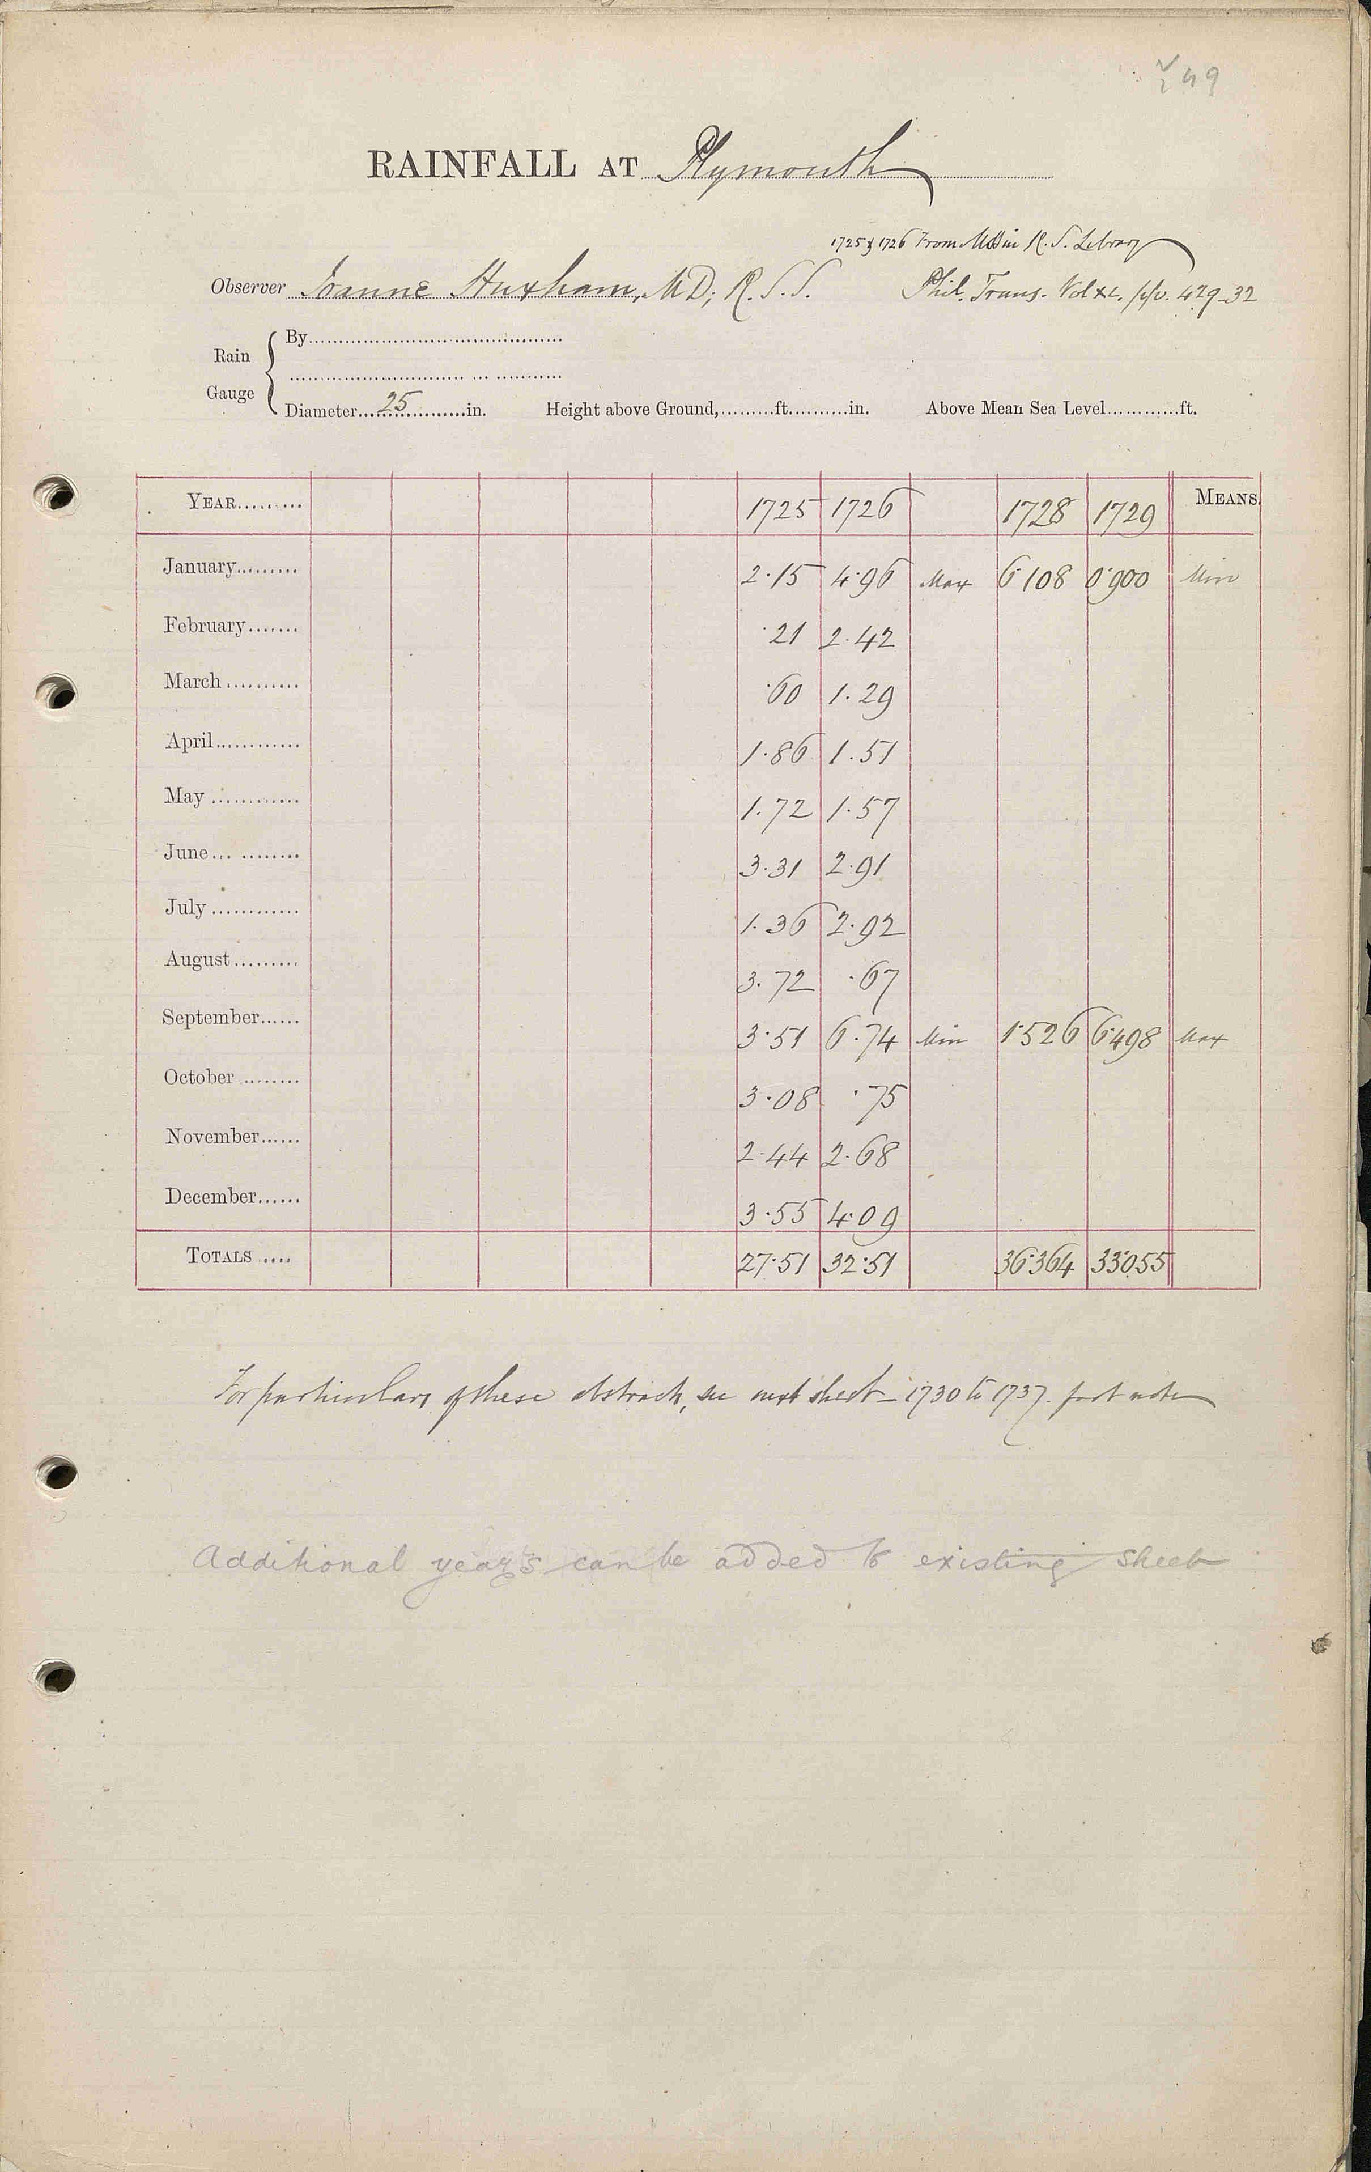 49
RAINFALL AT Plymouth
1725 & 1726 From MSS in R. S. Library
Observer Ioanne Huxham, MD; R. S. S. Phil. Trans. Vol XL, pp. 429-32
Rain Gauge
By
Diameter 25 in. Height above Ground, ft. in. Above Mean Sea Level ft.
YEAR 1725 1726 1728 1729 MEANS.
January 2.15 4.96 Max 6.108 0.900 Min
February .21 2.42
March .60 1.29
April 1.86 1.51
May 1.72 1.57
June 3.31 2.91
July 1.36 2.92
August 3.72 .67
September 3.51 6.74 Min 1.526 6.498 Max
October 3.08 .75
November 2.44 2.68
December 3.55 4.09
TOTALS 27.51 32.51 36.364 33.055
For particulars of these abstracts, see next sheet - 1730 to 1737 foot note
Additional years can be added to existing sheet